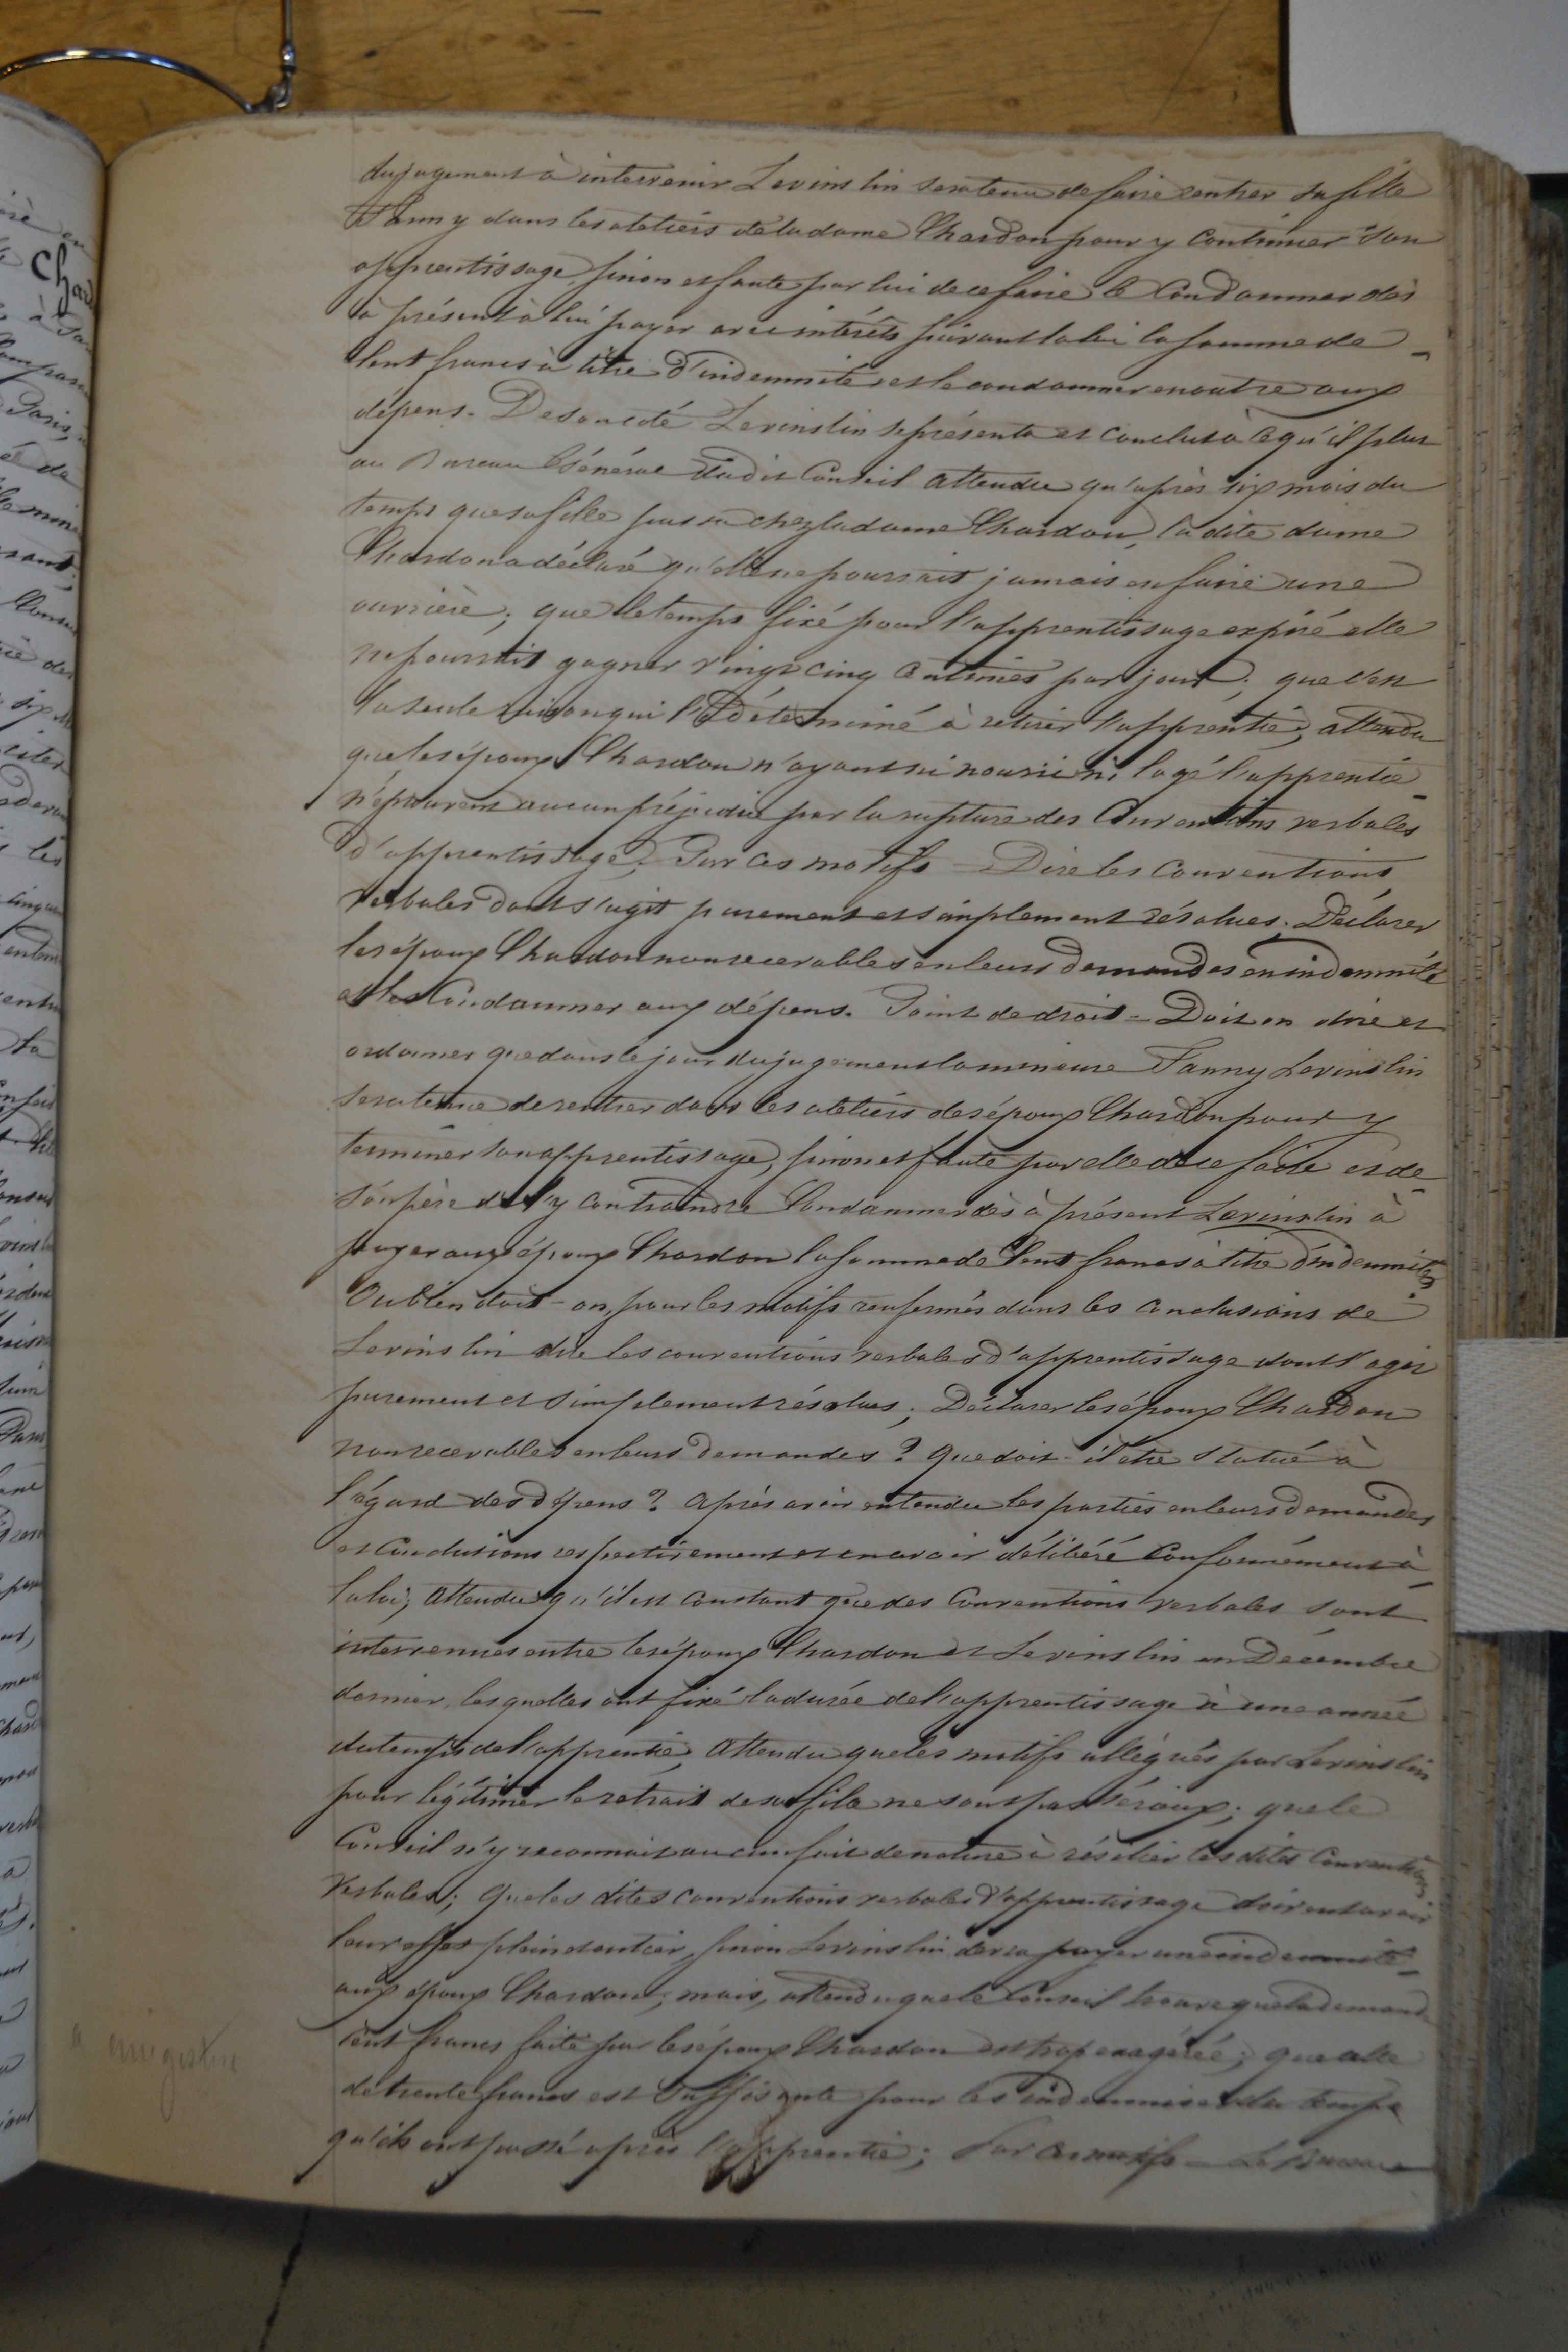 du jugement à intervenir Levinslin sera tenu de faire rentrer sa fille
Fanny dans les ateliers de la dame Chardon pour y continuer son
apprentissage, sinon et faute par lui de ce faire le Condamner dès
à présent à lui payer avec intérêts suivant la loi la somme de
Cent francs à titre d'indemnité et le condamner en outre aux
dépens. De son côté Levinslin se présenta et conclut à ce qu'il plut
au Bureau Général dudit Conseil attendu qu'après six mois du
temps que sa fille passa chez la dame Chardon, la dite dame
Chardon a déclaré qu'elle ne pourrait jamais en faire une
ouvrière; que le temps fixé pour l'apprentissage expiré elle
ne pourrait gagner vingt cinq Centimes par jour; que c'est
la seule raison qui l'a déterminé à retirer l'apprentie; attendu
que les époux Chardon n'ayant ni nourri ni logé l'apprentie
n'éprouvent aucun préjudice par la rupture des Conventions verbales
d'apprentissage; Par ces motifs — Dire les Conventions
Verbales dont s'agit purement et simplement résolues; Déclarer
les époux Chardon non recevables en leurs demandes en indemnité
et les Condamner aux dépens. Point de droit — Doit-on dire et
ordonner que dans le jour du jugement la mineure Fanny Levinslin
sera tenue de rentrer dans les ateliers des époux Chardon pour y
terminer son apprentissage, sinon et faute par elle de ce faire et de
son père de l'y contraindre Condamner dès à présent Levinslin à
payer aux époux Chardon la somme de Cent francs à titre d'indemnité
Ou bien doit-on, pour les motifs renfermés dans les conclusions de
Levinslin dire les conventions verbales d'apprentissage dont s'agit
purement et simplement résolues; Déclarer les époux Chardon
non recevables en leurs demandes? Que doit-il être statué à
l'égard des dépens? Après avoir entendu les parties en leurs demandes
et Conclusions respectivement et en avoir délibéré Conformément à
la loi; Attendu qu'il est constant que des Conventions verbales sont
intervenues entre les époux Chardon et Levinslin en Décembre
dernier, lesquelles ont fixé la durée de l'apprentissage à une année
du temps de l'apprentie; Attendu que les motifs allégués par Levinslin
pour légitimer le retrait de sa fille ne sont pas sérieux; que le
Conseil n'y reconnait aucun fait de nature à résilier les dites Conventions
Verbales; Que les dites conventions verbales d'apprentissage doivent avoir
leur effet plein et entier, sinon Levinslin devra payer une indemnité
aux époux Chardon; mais, attendu que le Conseil trouve que la demande
cent francs faite par les époux Chardon est trop exagérée; que celle
de trente francs est suffisante pour les indemniser du temps
qu'ils ont passé après l'apprentie; Par ces motifs — Le Bureau